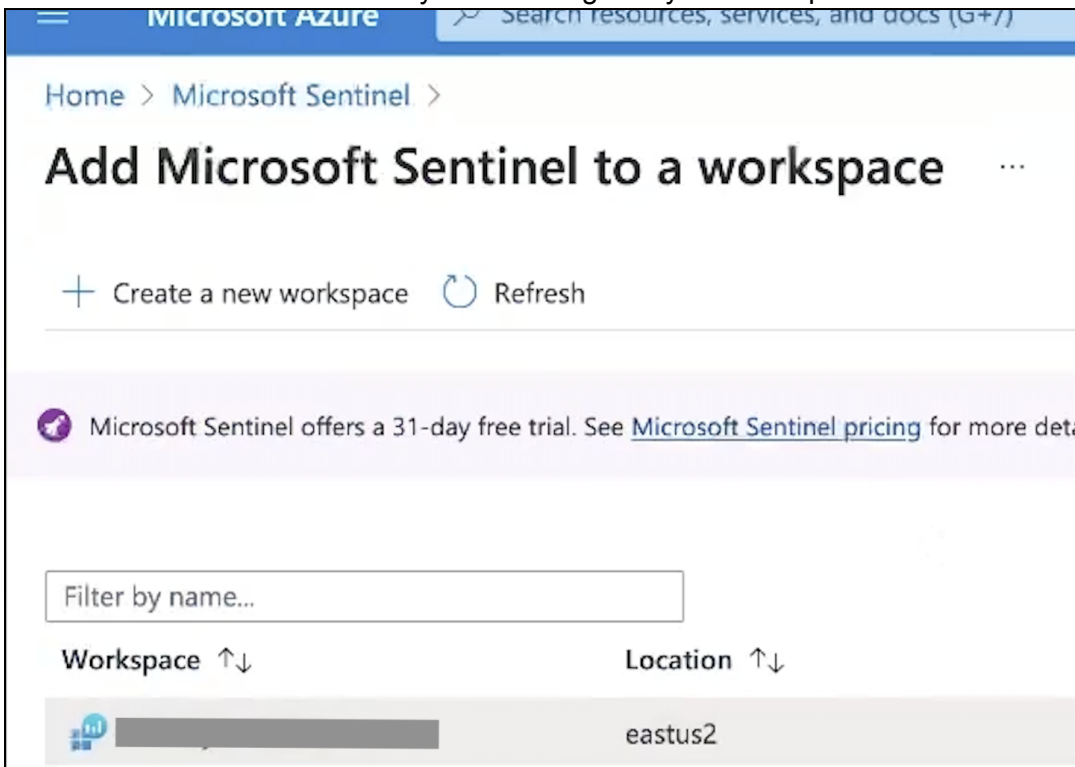 Microsoft Azure
Search resources, services, and docs (G+/)
Home > Microsoft Sentinel >
Add Microsoft Sentinel to a workspace ...
Create a new workspace Refresh
Microsoft Sentinel offers a 31-day free trial. See Microsoft Sentinel pricing for more deta
Filter by name...
Workspace ↑↓ Location ↑↓
eastus2